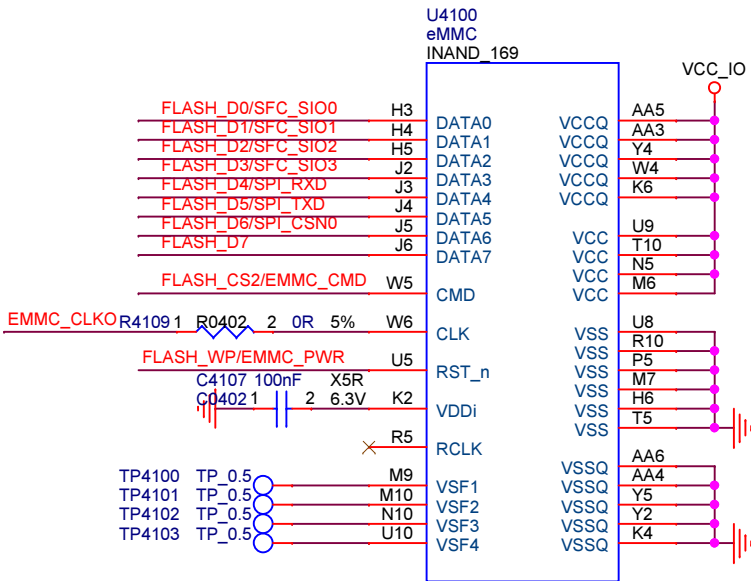 U4100
eMMC
INAND_169
VCC_IO
FLASH_D0/SFC_SIO0 H3 DATA0 VCCQ AA5
FLASH_D1/SFC_SIO1 H4 DATA1 VCCQ AA3
FLASH_D2/SFC_SIO2 H5 DATA2 VCCQ Y4
FLASH_D3/SFC_SIO3 J2 DATA3 VCCQ W4
FLASH_D4/SPI_RXD J3 DATA4 VCCQ K6
FLASH_D5/SPI_TXD J4 DATA5
FLASH_D6/SPI_CSN0 J5 DATA6 VCC U9
FLASH_D7 J6 DATA7 VCC T10
VCC N5
FLASH_CS2/EMMC_CMD W5 CMD VCC M6
EMMC_CLKO R4109 1 R0402 2 0R 5% W6 CLK VSS U8
VSS R10
FLASH_WP/EMMC_PWR U5 RST_n VSS P5
C4107 100nF X5R VSS M7
C0402 1 2 6.3V K2 VDDi VSS H6
VSS T5
R5 RCLK
VSSQ AA6
TP4100 TP_0.5 M9 VSF1 VSSQ AA4
TP4101 TP_0.5 M10 VSF2 VSSQ Y5
TP4102 TP_0.5 N10 VSF3 VSSQ Y2
TP4103 TP_0.5 U10 VSF4 VSSQ K4